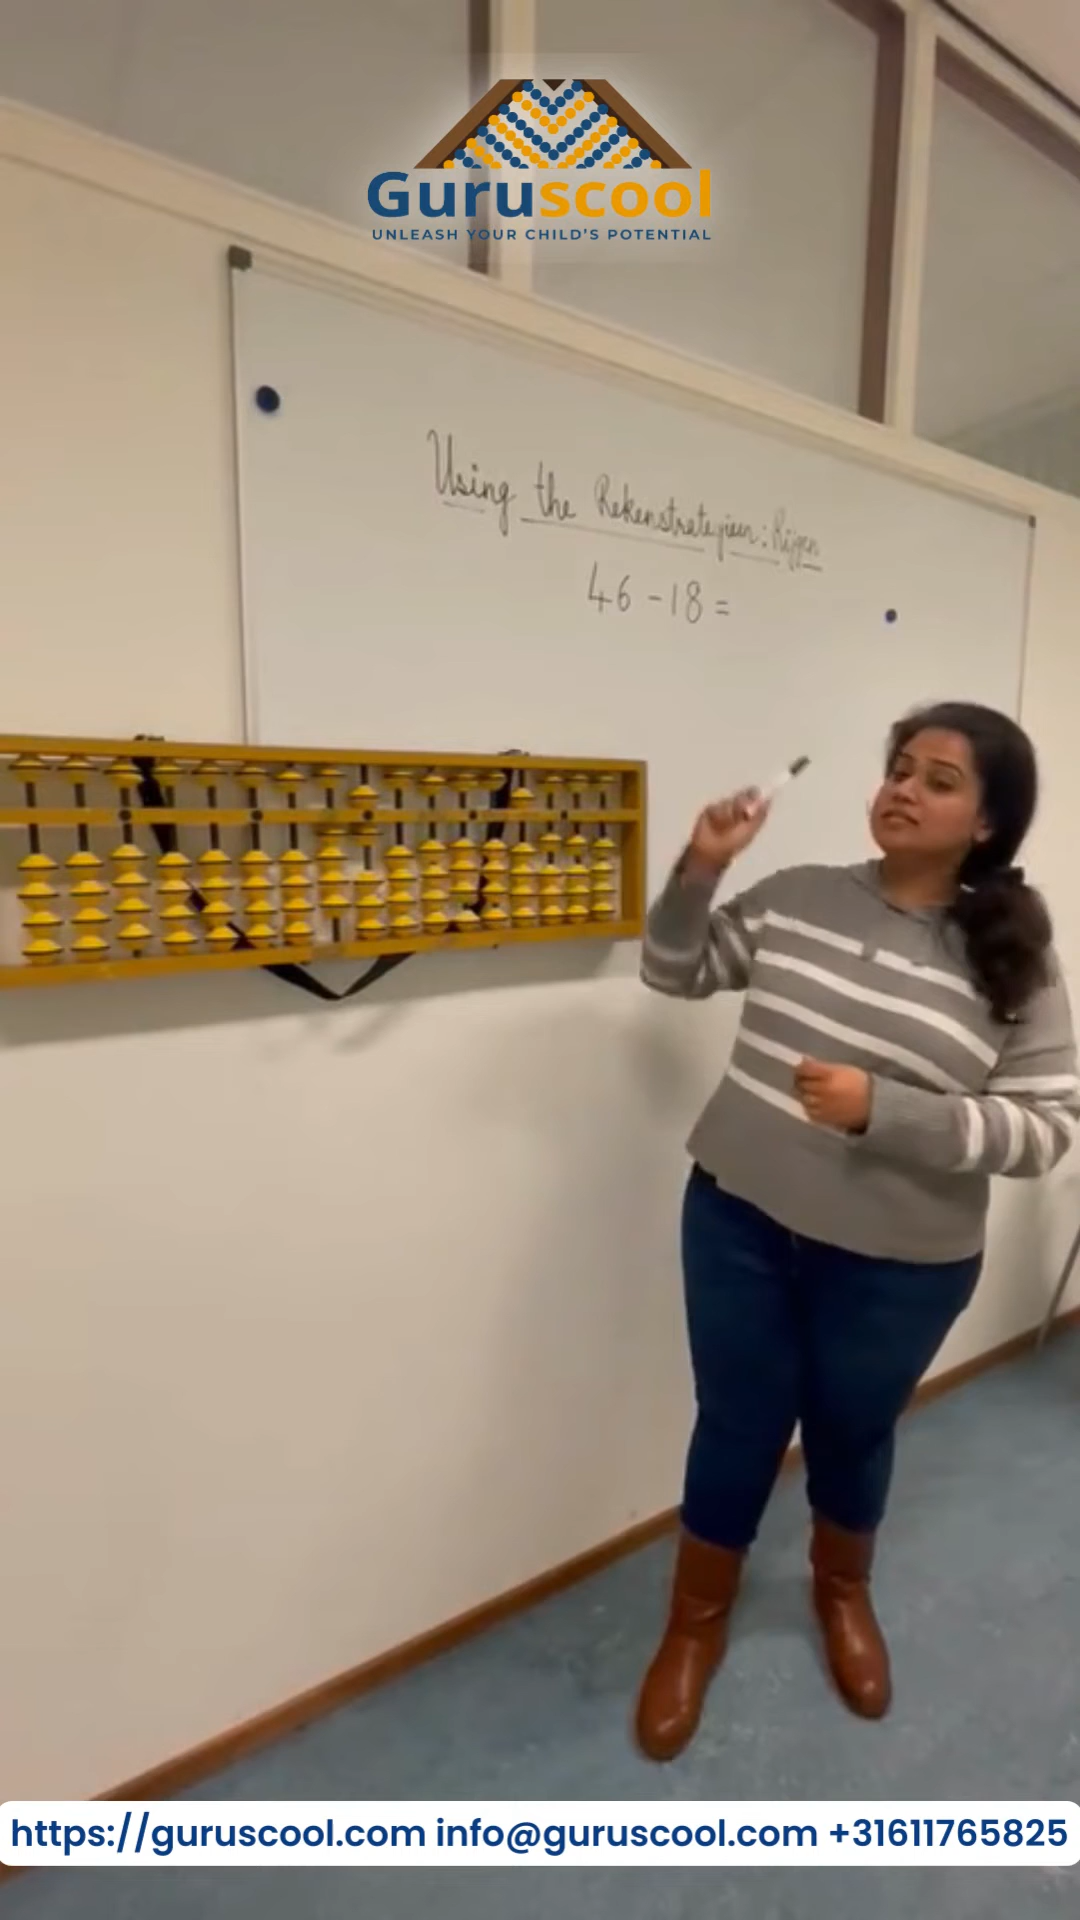 Guruscool
UNLEASH YOUR CHILD'S POTENTIAL
Using the Rekenstrategieën: Rijgen
46 - 18 =
https://guruscool.com info@guruscool.com +31611765825